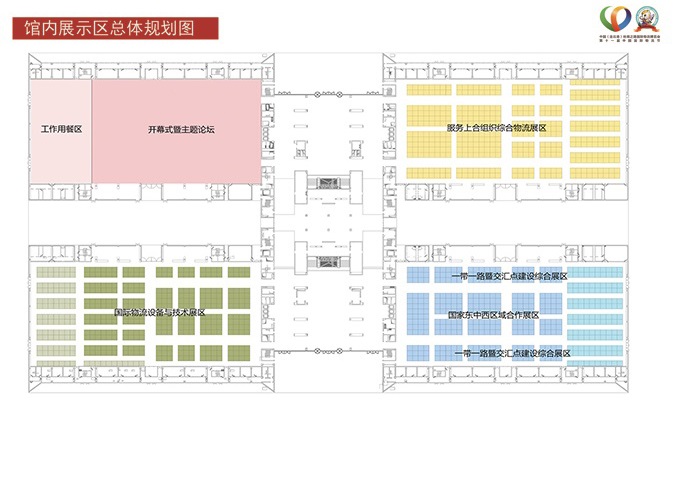 馆内展示区总体规划图
工作用餐区
开幕式暨主题论坛
服务上合组织综合物流展区
一带一路暨交汇点建设综合展区
国际物流设备与技术展区
国家东中西区域合作展区
一带一路暨交汇点建设综合展区